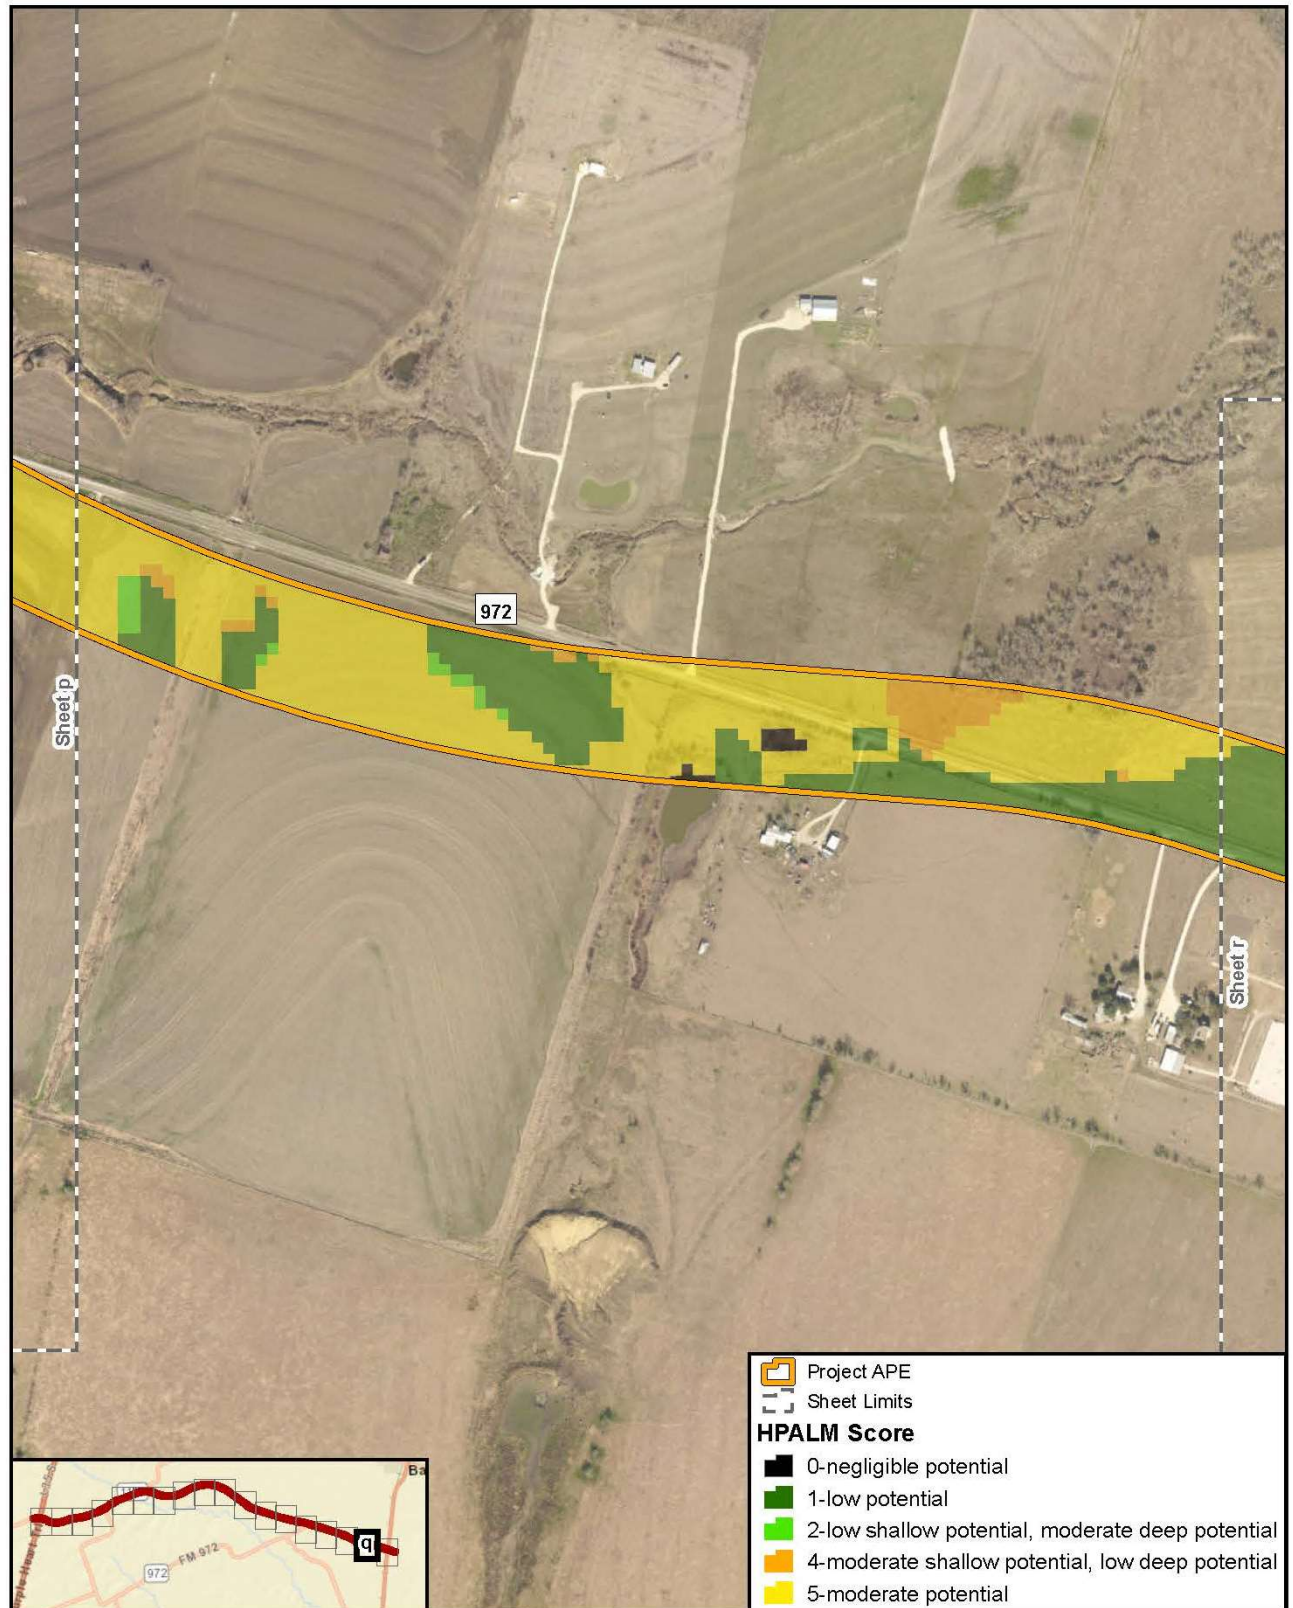 972
Sheet p
Sheet r
Project APE
Sheet Limits
HPALM Score
0-negligible potential
1-low potential
2-low shallow potential, moderate deep potential
4-moderate shallow potential, low deep potential
5-moderate potential
Ba
q
FM 972
972